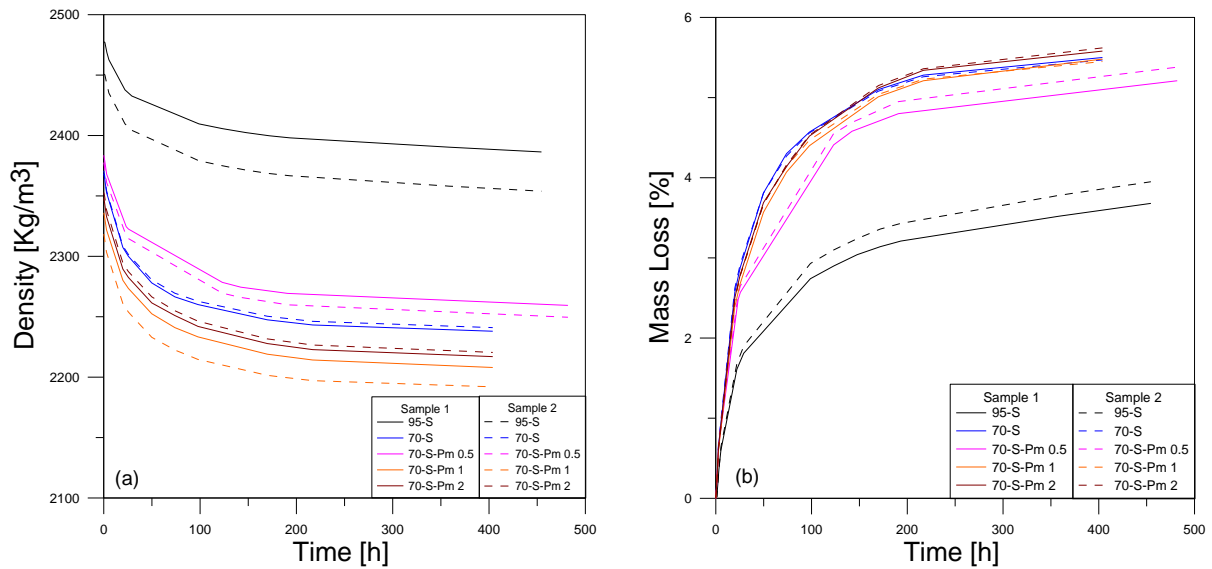 2500
2400
2300
2200
2100
Density [Kg/m3]
0 100 200 300 400 500
Time [h]
(a)
Sample 1
95-S
70-S
70-S-Pm 0.5
70-S-Pm 1
70-S-Pm 2
Sample 2
95-S
70-S
70-S-Pm 0.5
70-S-Pm 1
70-S-Pm 2
6
4
2
0
Mass Loss [%]
0 100 200 300 400 500
Time [h]
(b)
Sample 1
95-S
70-S
70-S-Pm 0.5
70-S-Pm 1
70-S-Pm 2
Sample 2
95-S
70-S
70-S-Pm 0.5
70-S-Pm 1
70-S-Pm 2